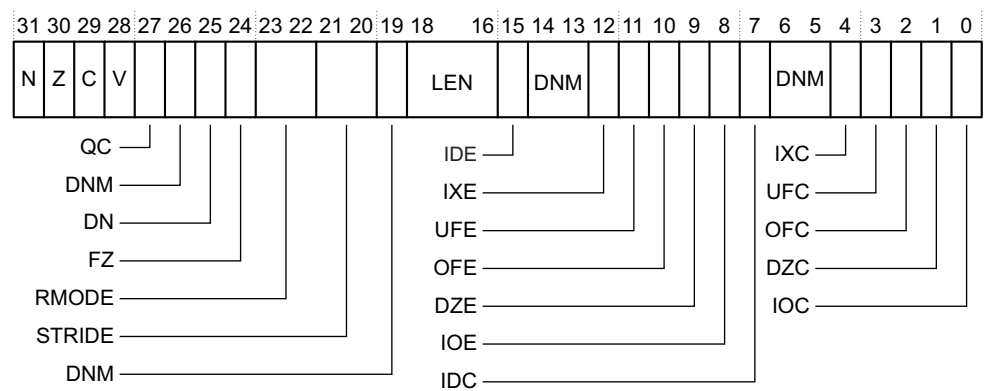 31 30 29 28 27 26 25 24 23 22 21 20 19 18 16 15 14 13 12 11 10 9 8 7 6 5 4 3 2 1 0
N Z C V LEN DNM DNM
QC IDE IXC
DNM IXE UFC
DN UFE OFC
FZ OFE DZC
RMODE DZE IOC
STRIDE IOE
DNM IDC